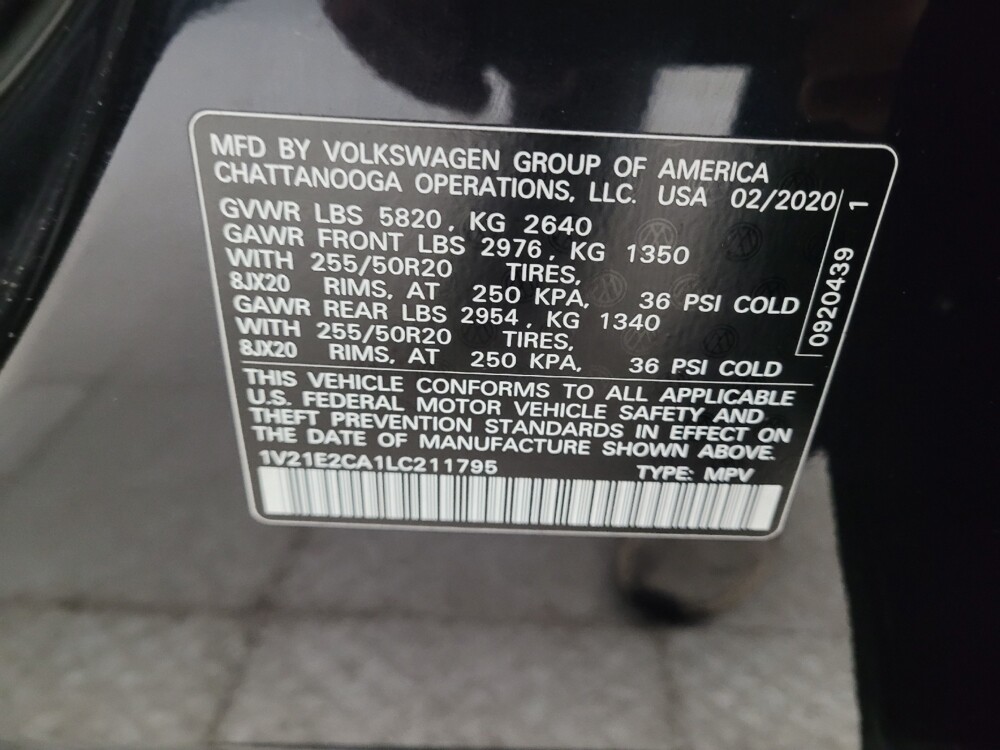 MFD BY VOLKSWAGEN GROUP OF AMERICA
CHATTANOOGA OPERATIONS, LLC. USA 02/2020
GVWR LBS 5820, KG 2640
GAWR FRONT LBS 2976, KG 1350
WITH 255/50R20 TIRES,
8JX20 RIMS, AT 250 KPA, 36 PSI COLD
GAWR REAR LBS 2954, KG 1340
WITH 255/50R20 TIRES,
8JX20 RIMS, AT 250 KPA, 36 PSI COLD
0920439 1
THIS VEHICLE CONFORMS TO ALL APPLICABLE
U.S. FEDERAL MOTOR VEHICLE SAFETY AND
THEFT PREVENTION STANDARDS IN EFFECT ON
THE DATE OF MANUFACTURE SHOWN ABOVE.
1V21E2CA1LC211795 TYPE: MPV